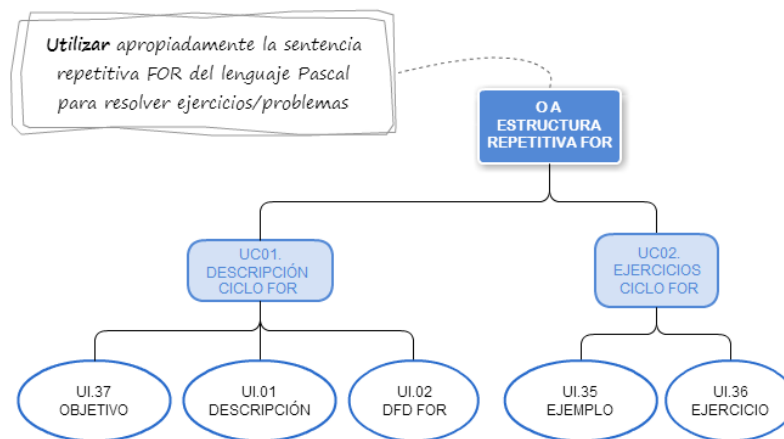 Utilizar apropiadamente la sentencia
repetitiva FOR del lenguaje Pascal
para resolver ejercicios/problemas
O A
ESTRUCTURA
REPETITIVA FOR
UC01.
DESCRIPCIÓN
CICLO FOR
UC02.
EJERCICIOS
CICLO FOR
UI.37
OBJETIVO
UI.01
DESCRIPCIÓN
UI.02
DFD FOR
UI.35
EJEMPLO
UI.36
EJERCICIO